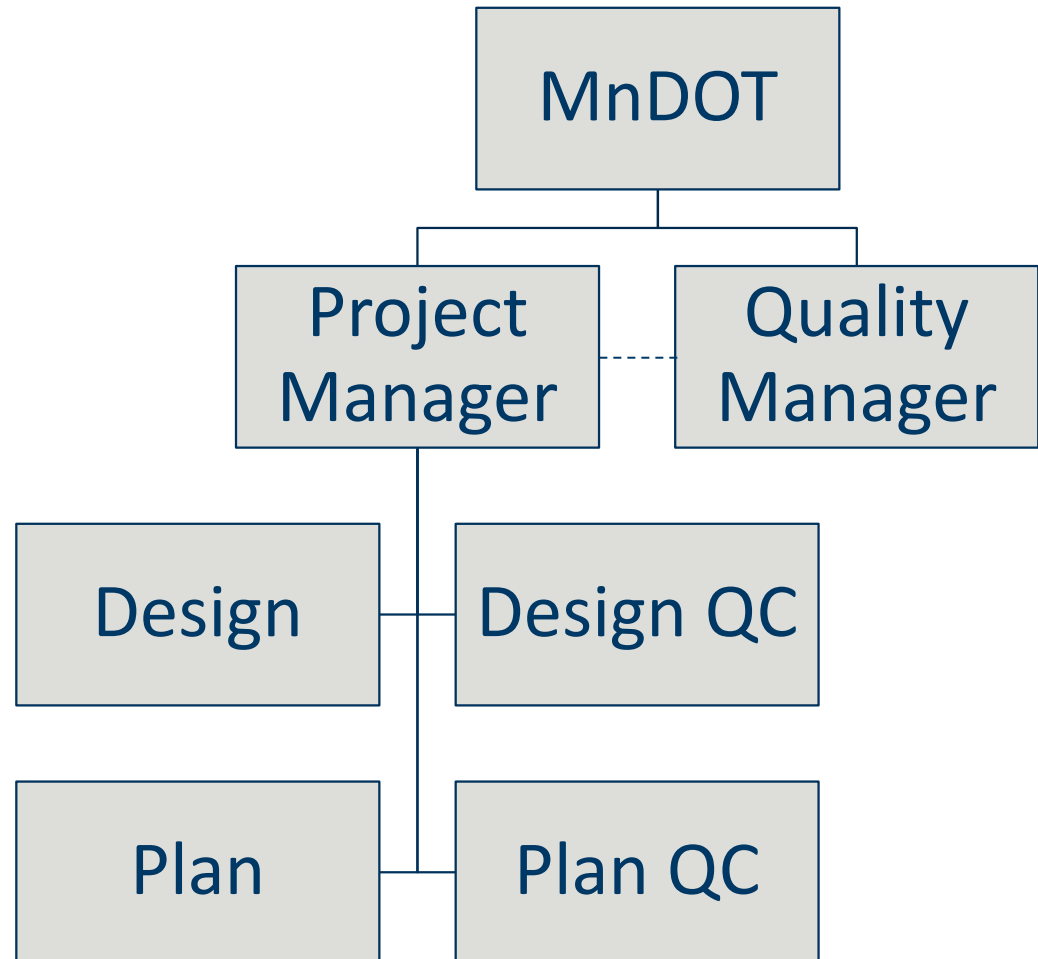 MnDOT
Project
Manager
Quality
Manager
Design
Design QC
Plan
Plan QC